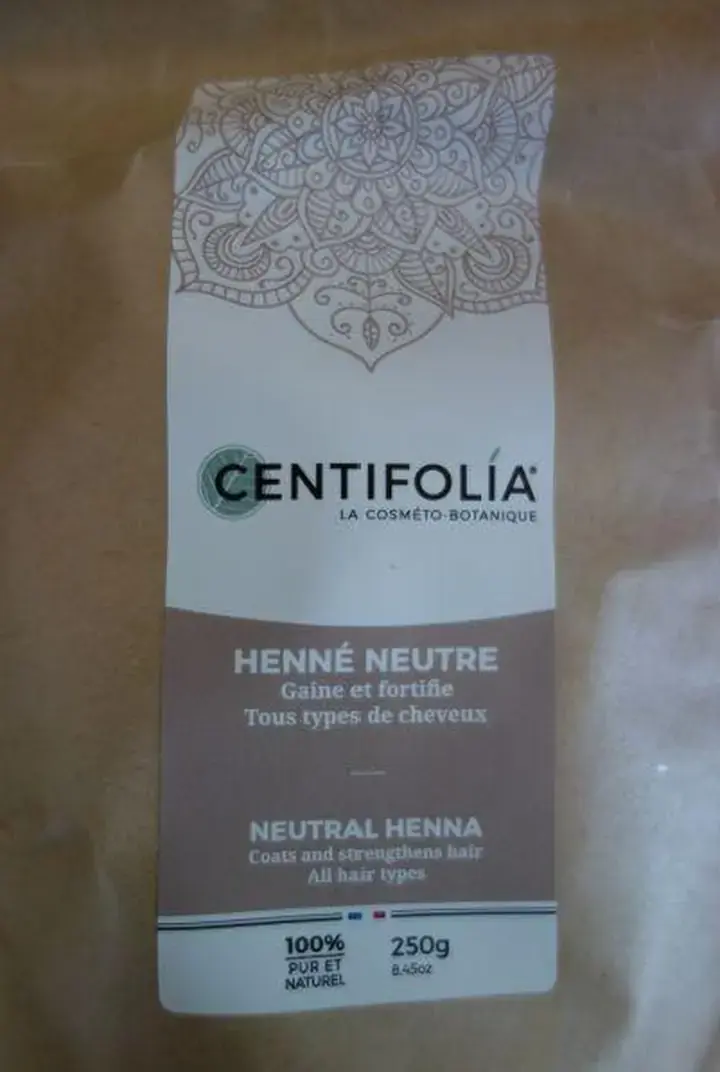 CENTIFOLÍA®
LA COSMÉTO-BOTANIQUE
HENNÉ NEUTRE
Gaine et fortifie
Tous types de cheveux
NEUTRAL HENNA
Coats and strengthens hair
All hair types
100%
PUR ET
NATUREL
250g
8.45oz